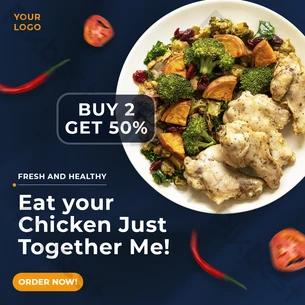 YOUR
LOGO
BUY 2
GET 50%
FRESH AND HEALTHY
Eat your
Chicken Just
Together Me!
ORDER NOW!